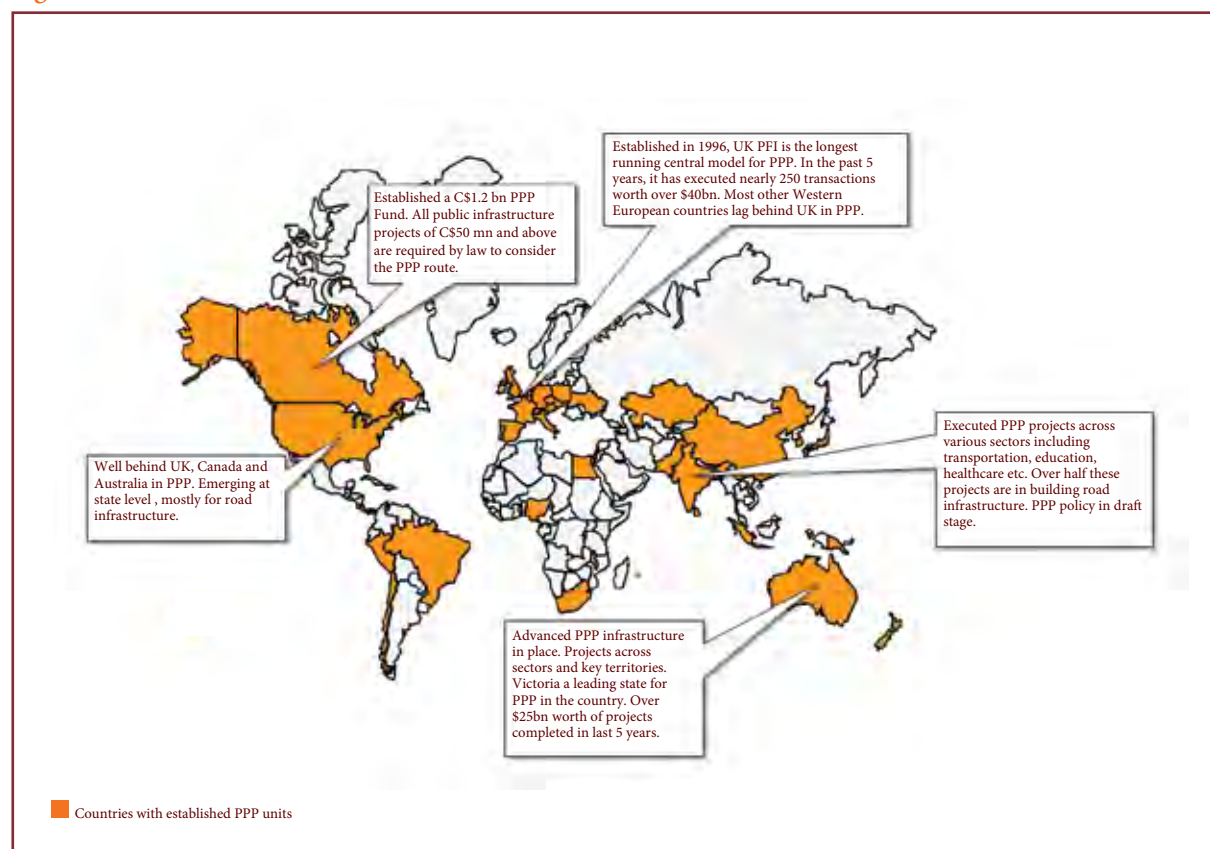 Established in 1996, UK PFI is the longest
running central model for PPP. In the past 5
years, it has executed nearly 250 transactions
worth over $40bn. Most other Western
European countries lag behind UK in PPP.
Established a C$1.2 bn PPP
Fund. All public infrastructure
projects of C$50 mn and above
are required by law to consider
the PPP route.
Executed PPP projects across
various sectors including
transportation, education,
healthcare etc. Over half these
projects are in building road
infrastructure. PPP policy in draft
stage.
Well behind UK, Canada and
Australia in PPP. Emerging at
state level , mostly for road
infrastructure.
Advanced PPP infrastructure
in place. Projects across
sectors and key territories.
Victoria a leading state for
PPP in the country. Over
$25bn worth of projects
completed in last 5 years.
Countries with established PPP units